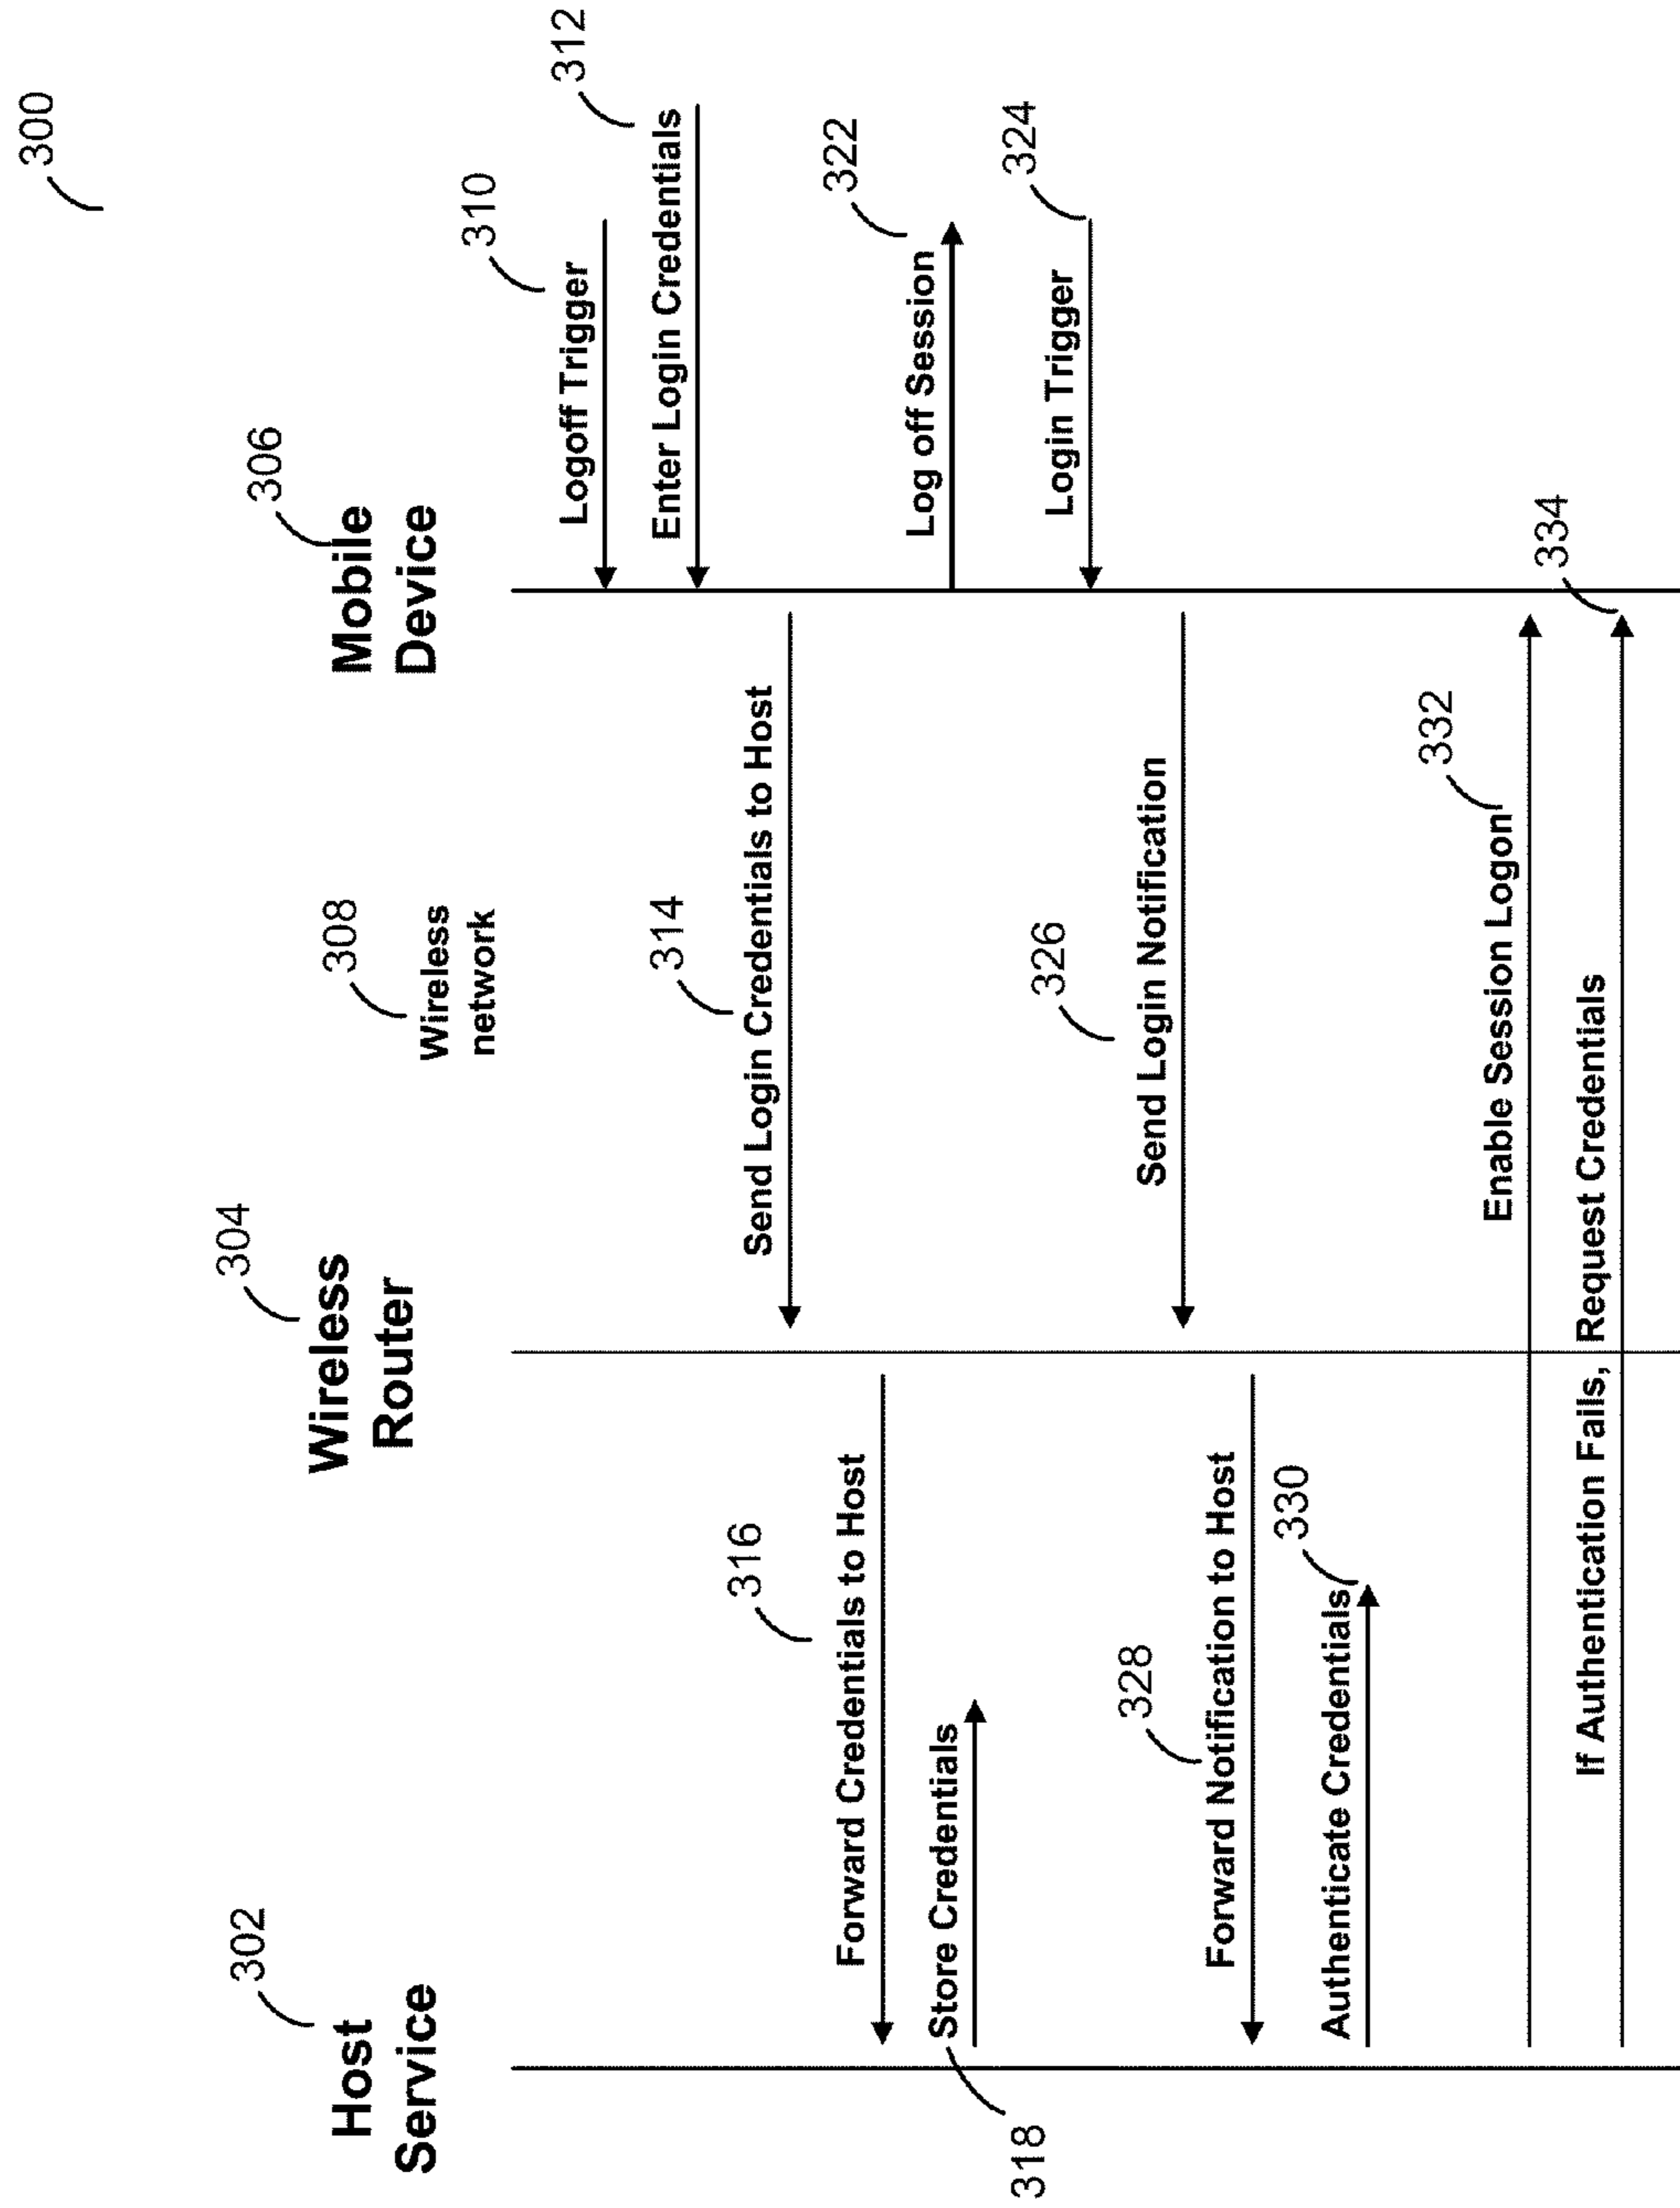 300
302
Host
Service
304
Wireless
Router
308
Wireless
network
306
Mobile
Device
310
Logoff Trigger
312
Enter Login Credentials
314
Send Login Credentials to Host
316
Forward Credentials to Host
318
Store Credentials
322
Log off Session
324
Login Trigger
326
Send Login Notification
328
Forward Notification to Host
330
Authenticate Credentials
332
Enable Session Logon
334
If Authentication Fails, Request Credentials